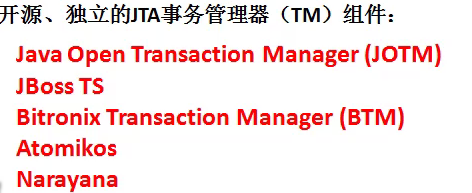 开源、独立的JTA事务管理器（TM）组件：
Java Open Transaction Manager (JOTM)
JBoss TS
Bitronix Transaction Manager (BTM)
Atomikos
Narayana